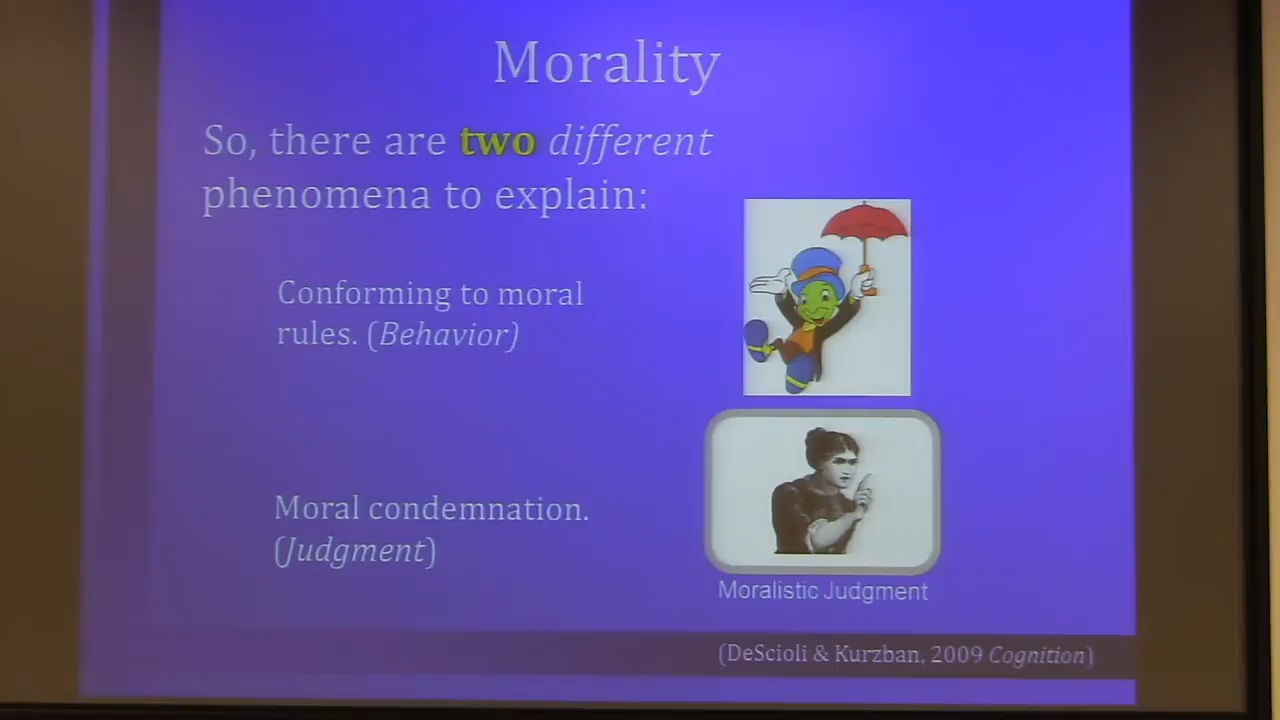 Morality
So, there are two different
phenomena to explain:
Conforming to moral
rules. (Behavior)
Moral condemnation.
(Judgment)
Moralistic Judgment
(DeScioli & Kurzban, 2009 Cognition)